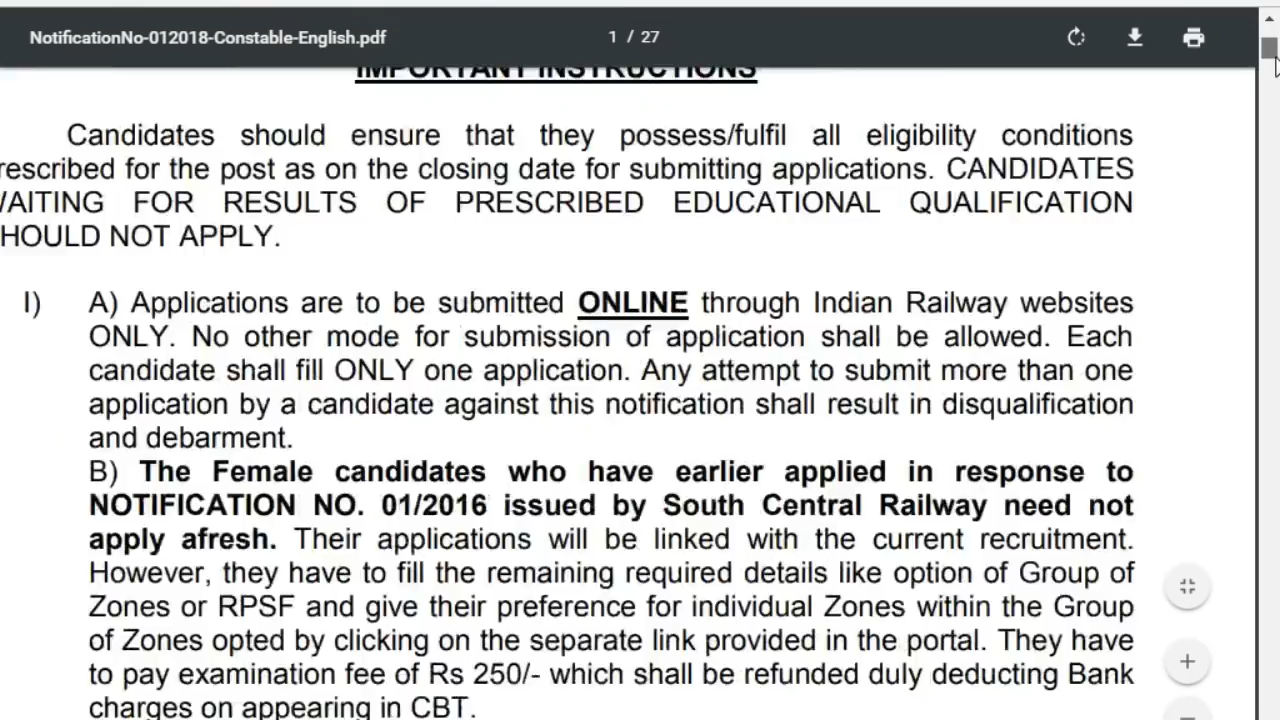 NotificationNo-012018-Constable-English.pdf
1 / 27
IMPORTANT INSTRUCTIONS
Candidates should ensure that they possess/fulfil all eligibility conditions
rescribed for the post as on the closing date for submitting applications. CANDIDATES
AITING FOR RESULTS OF PRESCRIBED EDUCATIONAL QUALIFICATION
HOULD NOT APPLY.
I) A) Applications are to be submitted ONLINE through Indian Railway websites
ONLY. No other mode for submission of application shall be allowed. Each
candidate shall fill ONLY one application. Any attempt to submit more than one
application by a candidate against this notification shall result in disqualification
and debarment.
B) The Female candidates who have earlier applied in response to
NOTIFICATION NO. 01/2016 issued by South Central Railway need not
apply afresh. Their applications will be linked with the current recruitment.
However, they have to fill the remaining required details like option of Group of
Zones or RPSF and give their preference for individual Zones within the Group
of Zones opted by clicking on the separate link provided in the portal. They have
to pay examination fee of Rs 250/- which shall be refunded duly deducting Bank
charges on appearing in CBT.